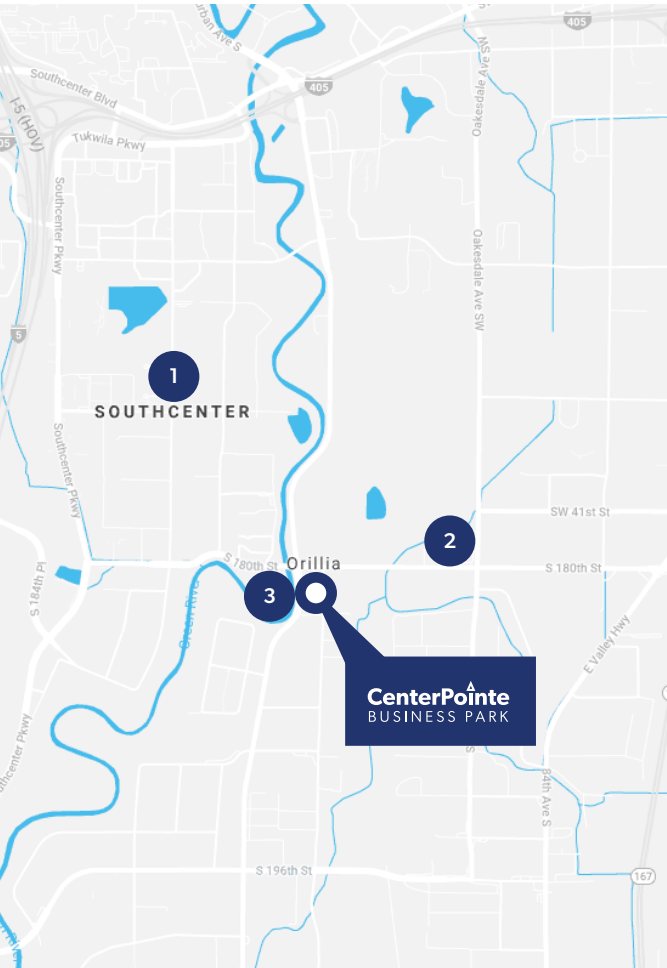 405
405
Southcenter Blvd
I-5 (HOV)
Tukwila Pkwy
Oakesdale Ave SW
Southcenter Pkwy
Oakesdale Ave SW
5
1
SOUTHCENTER
Southcenter Pkwy
SW 41st St
2
S 180th St
Orillia
S 180th St
S 184th Pl
3
Green River
E Valley Hwy
CenterPointe
BUSINESS PARK
84th Ave S
S 196th St
167